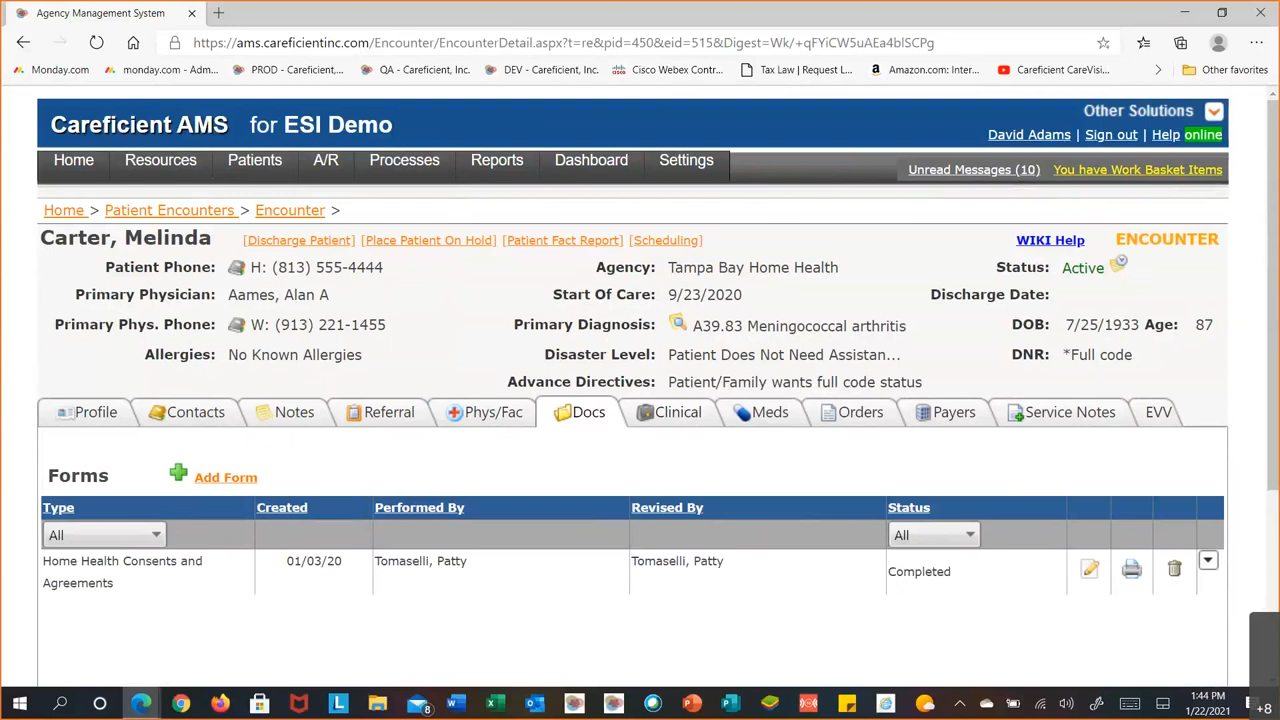 Agency Management System
https://ams.careficientinc.com/Encounter/EncounterDetail.aspx?t=re&pid=450&eid=515&Digest=Wk/+qFYiCW5uAEa4blSCPg
Monday.com monday.com - Adm... PROD - Careficient,... QA - Careficient, Inc. DEV - Careficient, Inc. Cisco Webex Contr... Tax Law | Request L... Amazon.com: Inter... Careficient CareVisi... Other favorites
Other Solutions
Careficient AMS for ESI Demo
David Adams | Sign out | Help online
Home Resources Patients A/R Processes Reports Dashboard Settings
Unread Messages (10) You have Work Basket Items
Home > Patient Encounters > Encounter >
Carter, Melinda [Discharge Patient] [Place Patient On Hold] [Patient Fact Report] [Scheduling] WIKI Help ENCOUNTER
Patient Phone: H: (813) 555-4444 Agency: Tampa Bay Home Health Status: Active
Primary Physician: Aames, Alan A Start Of Care: 9/23/2020 Discharge Date:
Primary Phys. Phone: W: (913) 221-1455 Primary Diagnosis: A39.83 Meningococcal arthritis DOB: 7/25/1933 Age: 87
Allergies: No Known Allergies Disaster Level: Patient Does Not Need Assistan... DNR: *Full code
Advance Directives: Patient/Family wants full code status
Profile Contacts Notes Referral Phys/Fac Docs Clinical Meds Orders Payers Service Notes EVV
Forms Add Form
Type Created Performed By Revised By Status
All All
Home Health Consents and Agreements 01/03/20 Tomaselli, Patty Tomaselli, Patty Completed
8
1:44 PM
1/22/2021
+8